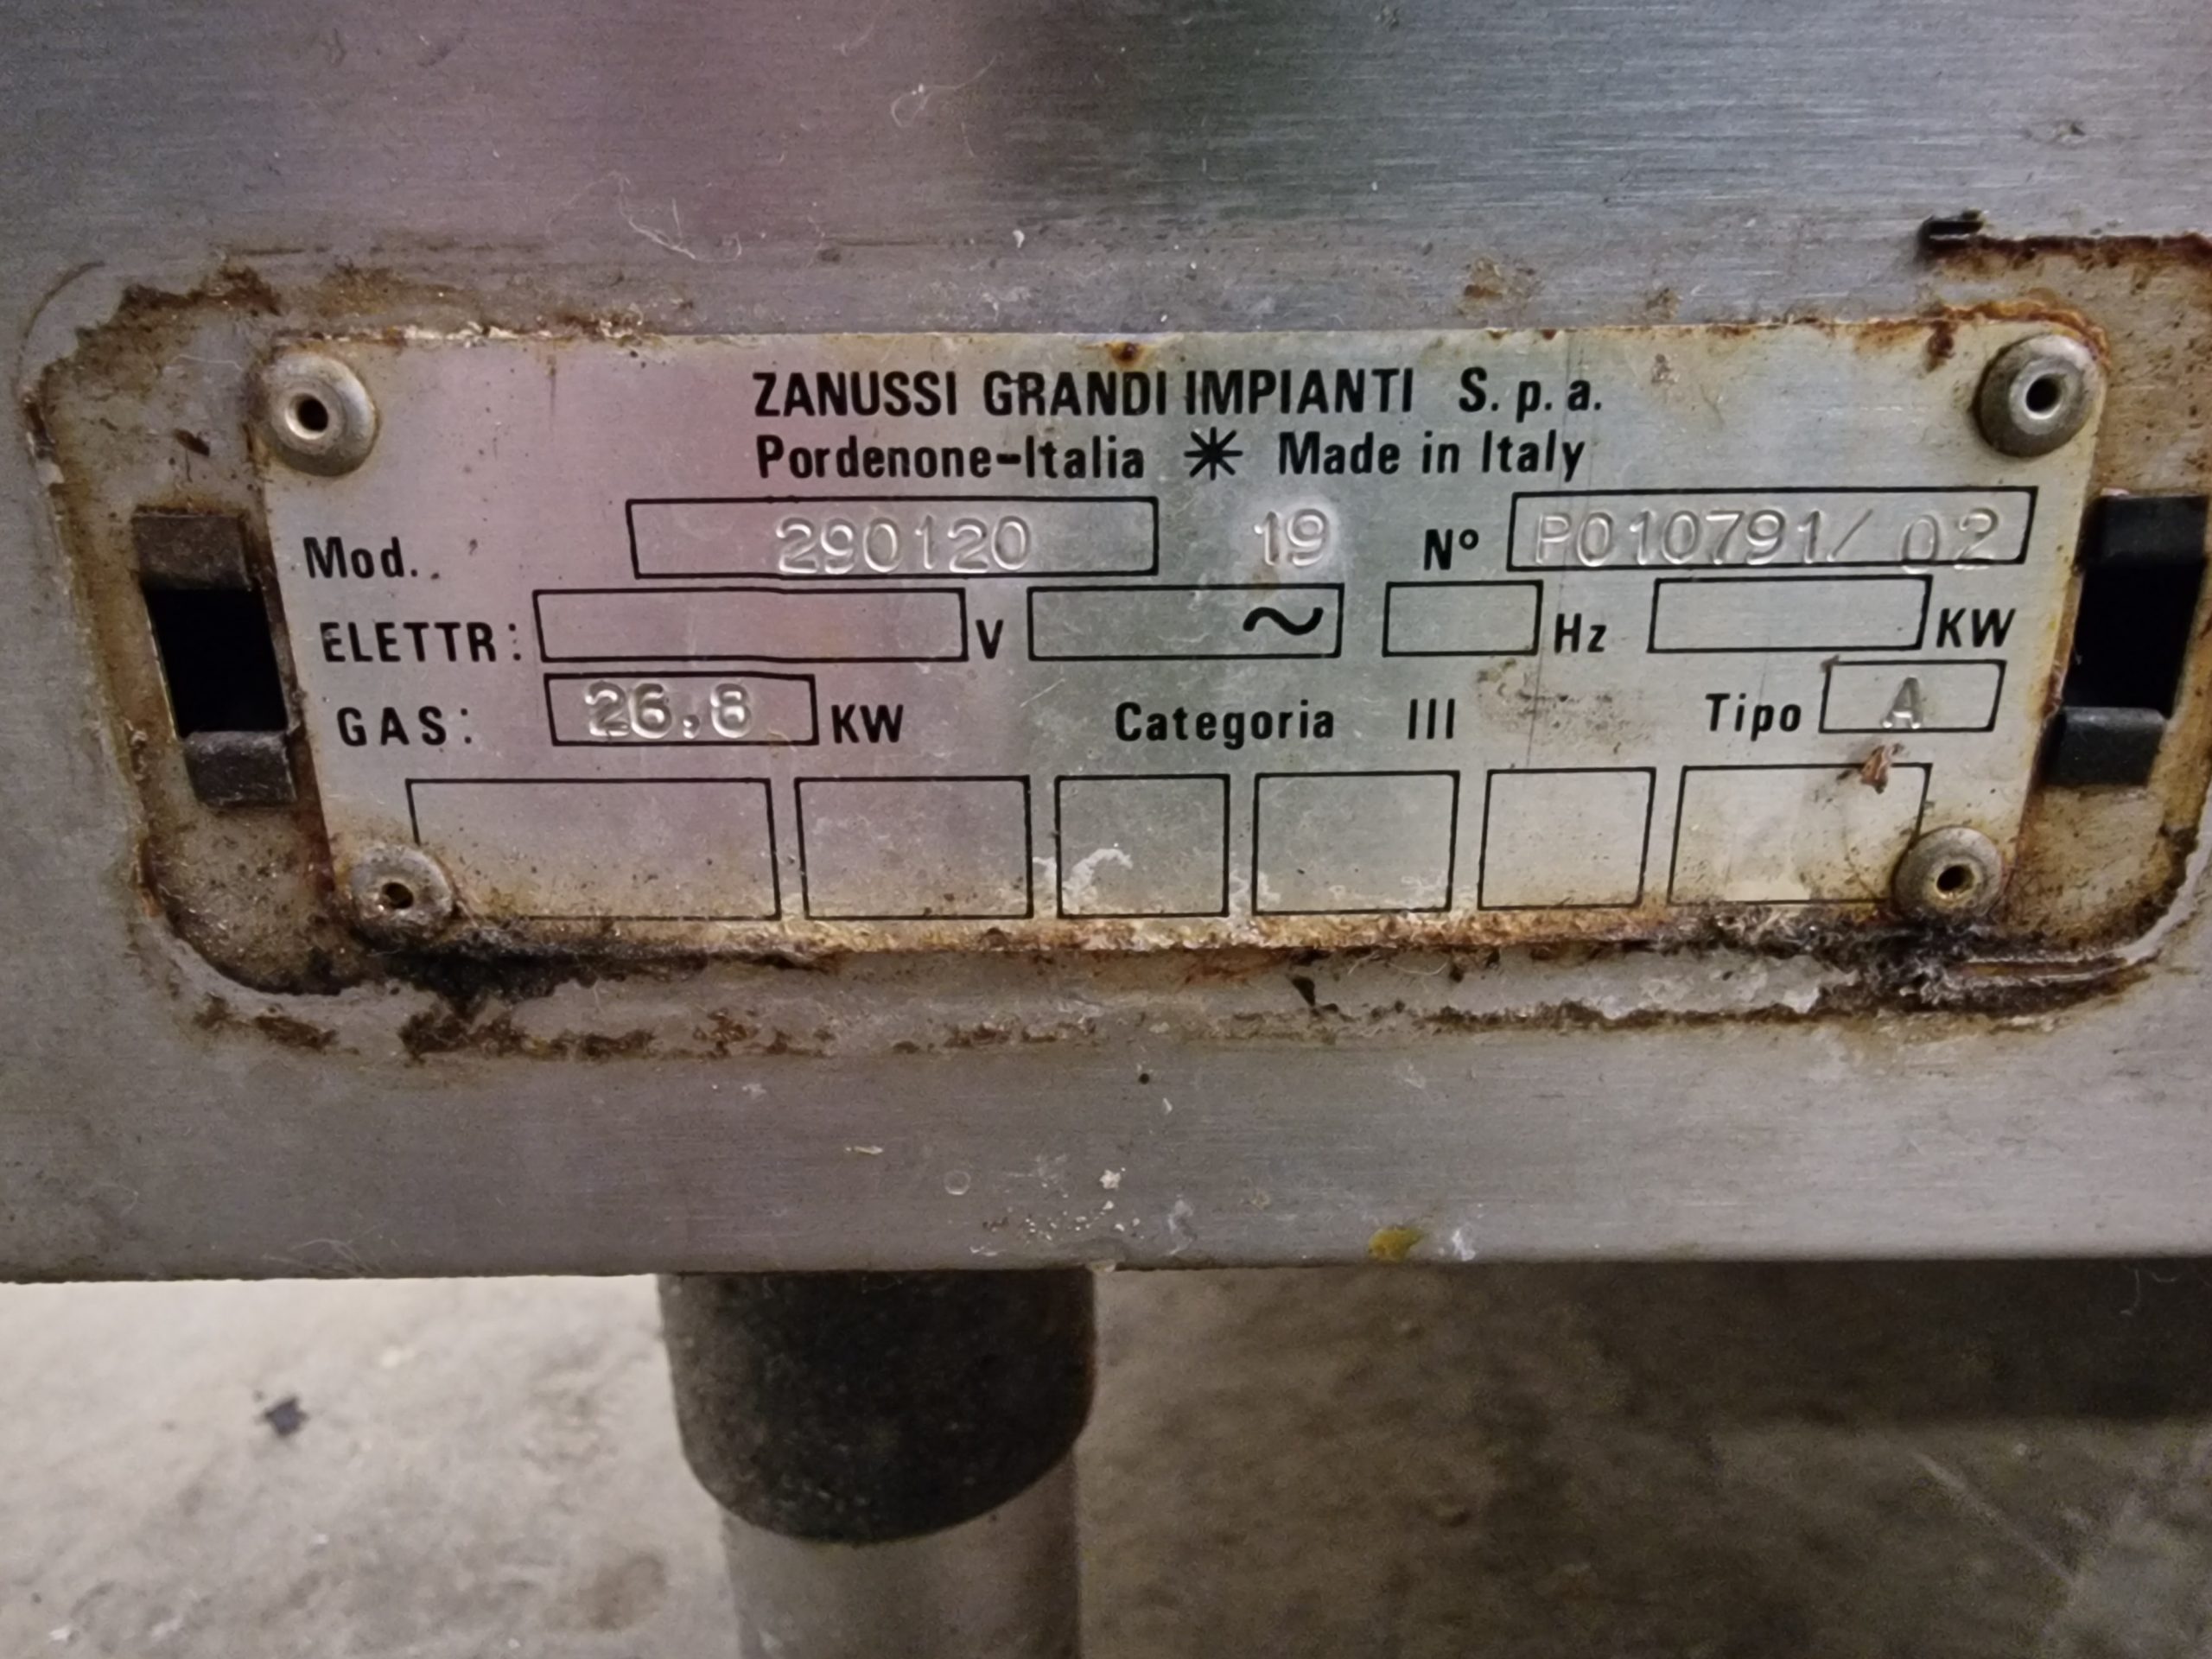 ZANUSSI GRANDI IMPIANTI S.p.a.
Pordenone-Italia ✳ Made in Italy
Mod. 290120 19 N° P010791/02
ELETTR: V ~ Hz KW
GAS: 26,8 KW Categoria III Tipo A